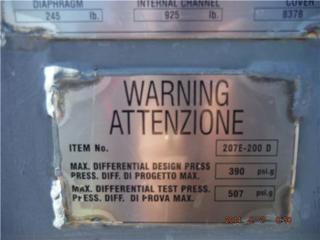 DIAPHRAGM INTERNAL CHANNEL COVER
245 lb. 925 lb. 8378
WARNING
ATTENZIONE
ITEM No. 207E-200 D
MAX. DIFFERENTIAL DESIGN PRESS
PRESS. DIFF. DI PROGETTO MAX. 390 psi.g
MAX. DIFFERENTIAL TEST PRESS.
PRESS. DIFF. DI PROVA MAX. 507 psi.g